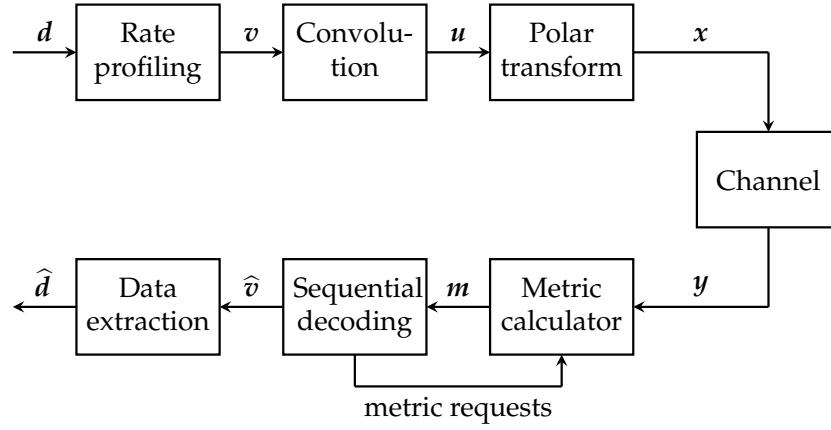 d
Rate
profiling
v
Convolu-
tion
u
Polar
transform
x
Channel
y
Metric
calculator
m
Sequential
decoding
v̂
Data
extraction
d̂
metric requests